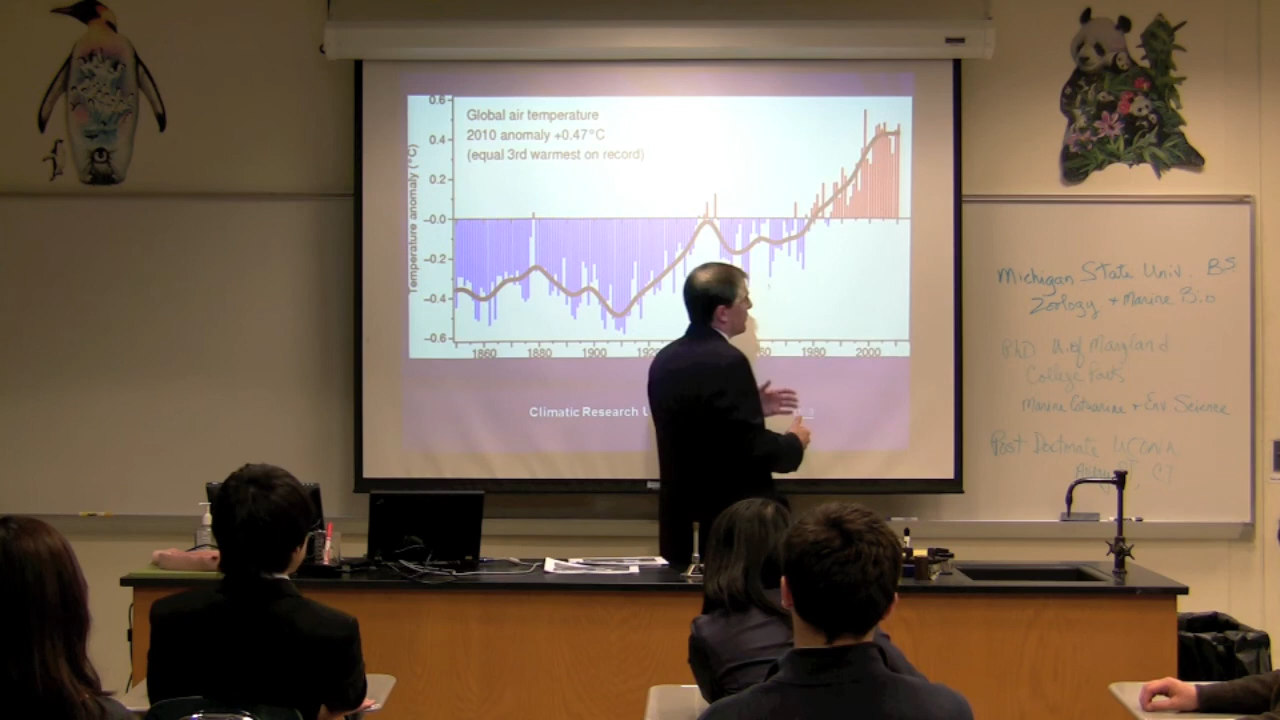 0.6
0.4
0.2
-0.0
-0.2
-0.4
-0.6
Temperature anomaly (°C)
Global air temperature
2010 anomaly +0.47°C
(equal 3rd warmest on record)
1860 1880 1900 1980 2000
Climatic Research
Michigan State Univ. BS
Zoology + Marine Bio
PhD U. of Maryland
College Park
Marine Estuarine + Env. Science
Post Doctorate UCONN
CT